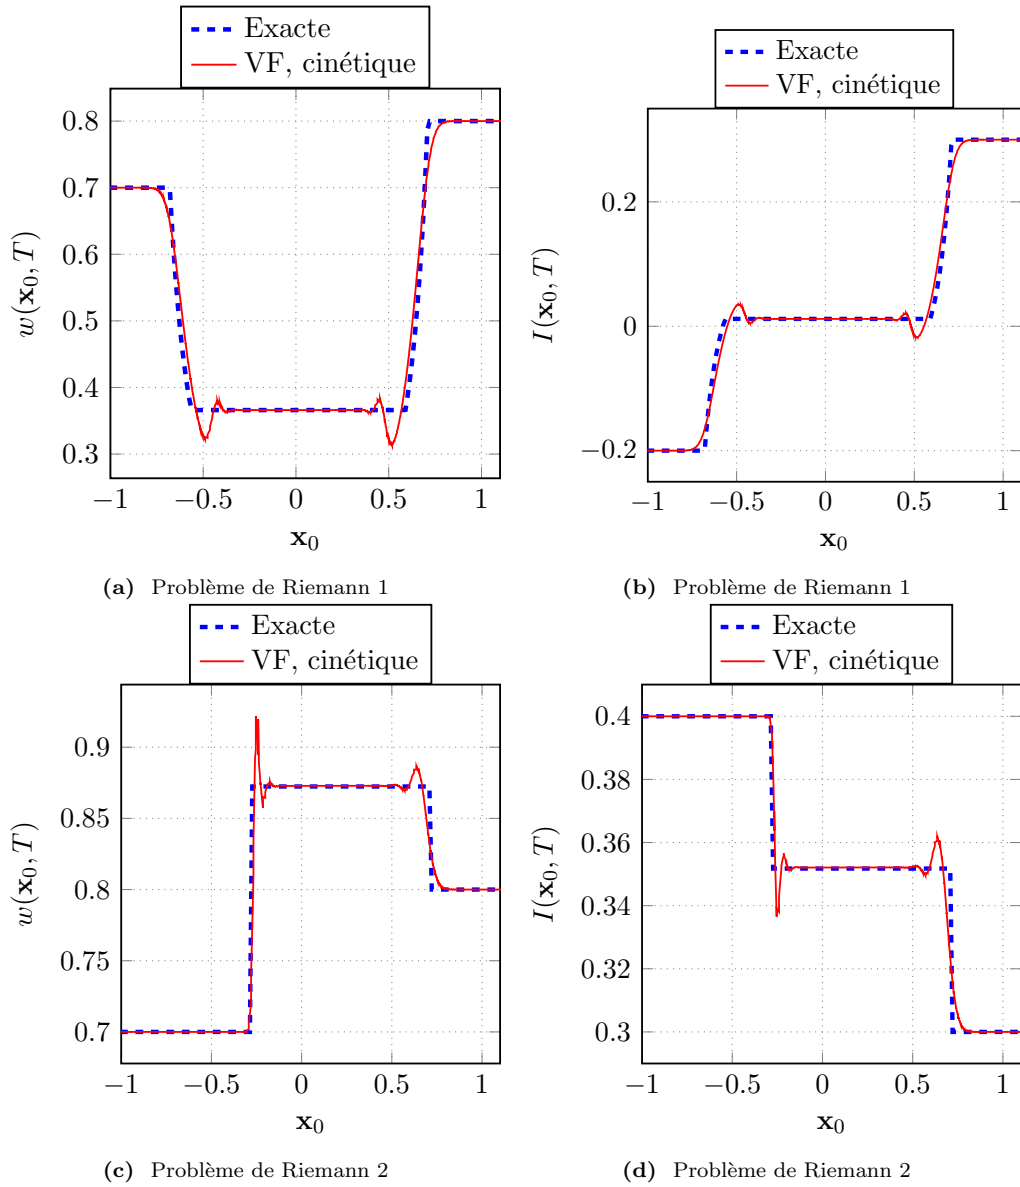 Exacte
VF, cinétique
0.8
0.7
0.6
0.5
0.4
0.3
w(x₀, T)
−1 −0.5 0 0.5 1
x₀
(a) Problème de Riemann 1
Exacte
VF, cinétique
0.2
0
−0.2
I(x₀, T)
−1 −0.5 0 0.5 1
x₀
(b) Problème de Riemann 1
Exacte
VF, cinétique
0.9
0.85
0.8
0.75
0.7
w(x₀, T)
−1 −0.5 0 0.5 1
x₀
(c) Problème de Riemann 2
Exacte
VF, cinétique
0.4
0.38
0.36
0.34
0.32
0.3
I(x₀, T)
−1 −0.5 0 0.5 1
x₀
(d) Problème de Riemann 2